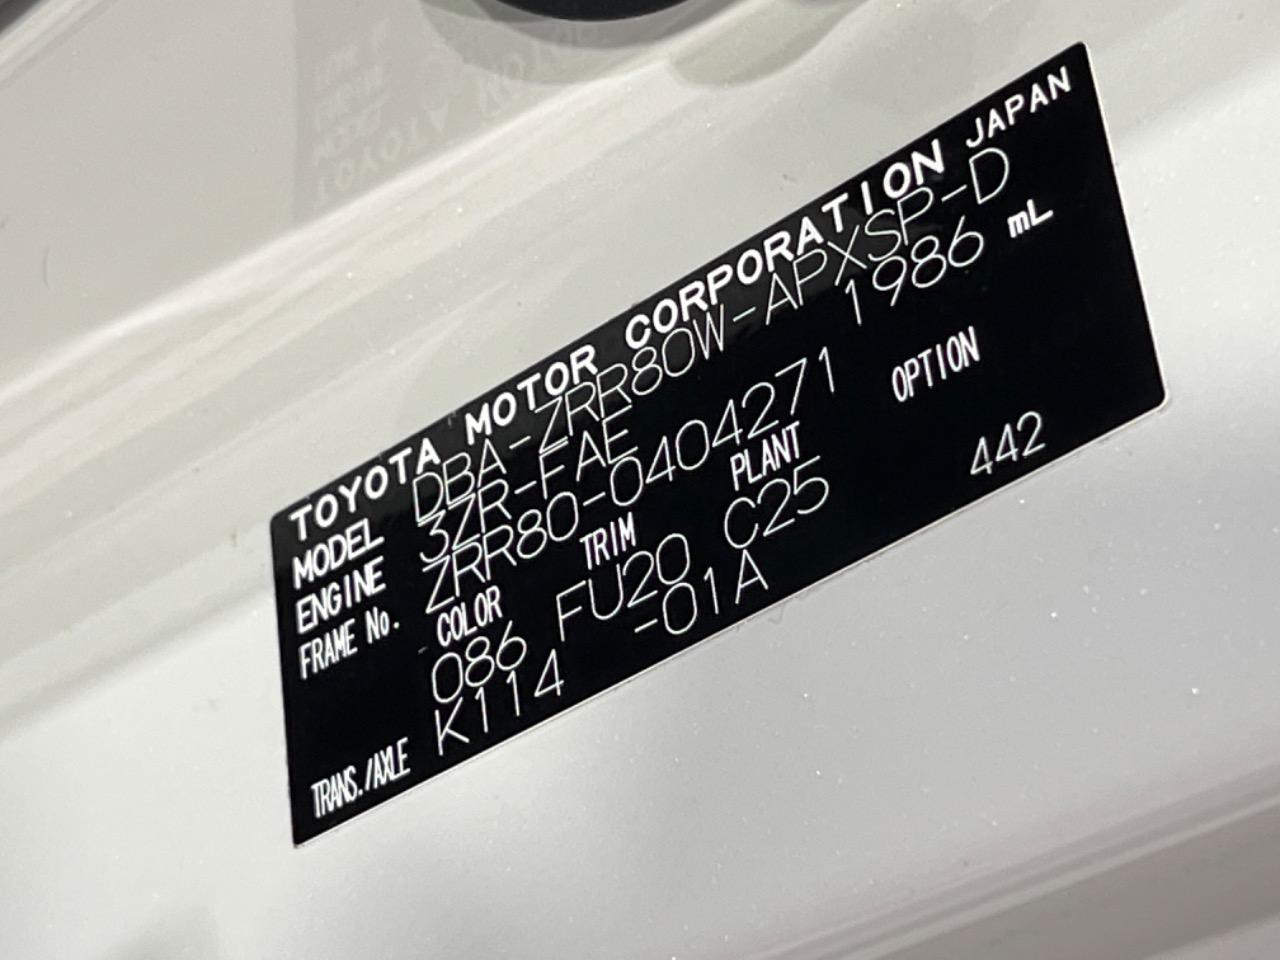 TOYOTA MOTOR CORPORATION JAPAN
MODEL DBA-ZRR80W-APXSP-D
ENGINE 3ZR-FAE 1986 mL
FRAME No. ZRR80-0404271
COLOR TRIM PLANT OPTION
086 FU20 C25 442
TRANS./AXLE K114 -01A